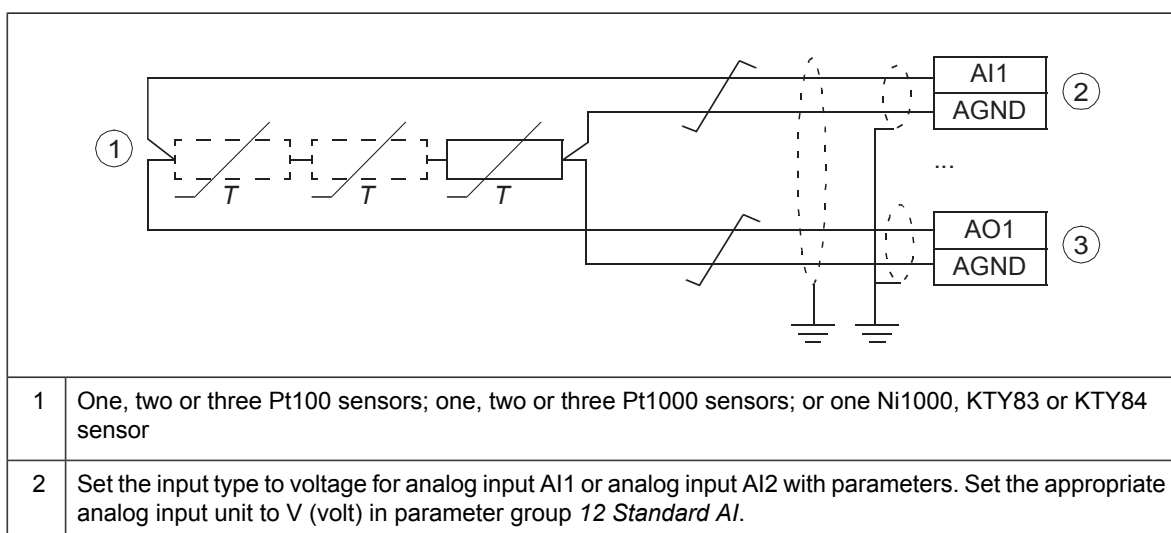 AI1
AGND
2
1
...
T
T
T
AO1
AGND
3
1
One, two or three Pt100 sensors; one, two or three Pt1000 sensors; or one Ni1000, KTY83 or KTY84
sensor
2
Set the input type to voltage for analog input AI1 or analog input AI2 with parameters. Set the appropriate
analog input unit to V (volt) in parameter group 12 Standard AI.